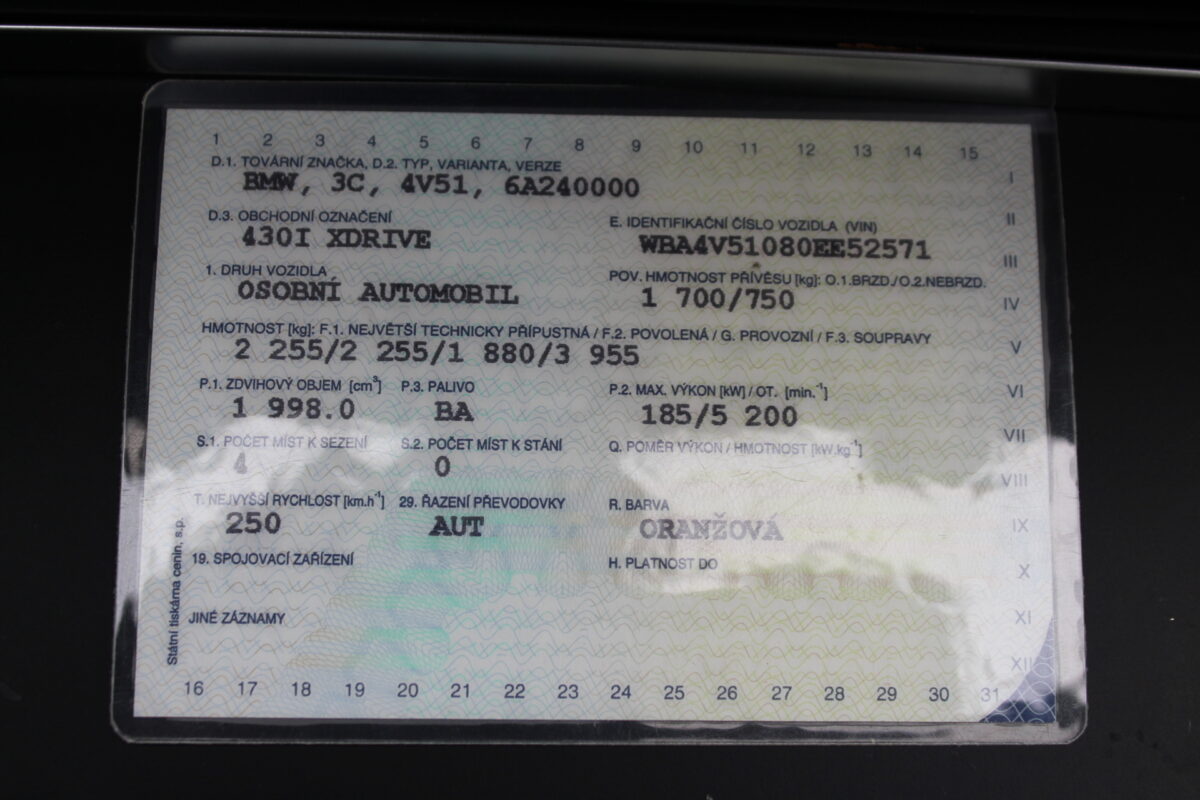 1 2 3 4 5 6 7 8 9 10 11 12 13 14 15
D.1. TOVÁRNÍ ZNAČKA, D.2. TYP, VARIANTA, VERZE
I
BMW, 3C, 4V51, 6A240000
D.3. OBCHODNÍ OZNAČENÍ
E. IDENTIFIKAČNÍ ČÍSLO VOZIDLA (VIN)
II
430I XDRIVE
WBA4V51080EE52571
III
1. DRUH VOZIDLA
POV. HMOTNOST PŘÍVĚSU [kg]: O.1.BRZD./O.2.NEBRZD.
OSOBNÍ AUTOMOBIL
1 700/750
IV
HMOTNOST [kg]: F.1. NEJVĚTŠÍ TECHNICKY PŘÍPUSTNÁ / F.2. POVOLENÁ / G. PROVOZNÍ / F.3. SOUPRAVY
V
2 255/2 255/1 880/3 955
P.1. ZDVIHOVÝ OBJEM [cm³]
P.3. PALIVO
P.2. MAX. VÝKON [kW] / OT. [min.⁻¹]
VI
1 998.0
BA
185/5 200
VII
S.1. POČET MÍST K SEZENÍ
S.2. POČET MÍST K STÁNÍ
Q. POMĚR VÝKON / HMOTNOST [kW.kg⁻¹]
4
0
VIII
T. NEJVYŠŠÍ RYCHLOST [km.h⁻¹]
29. ŘAZENÍ PŘEVODOVKY
R. BARVA
250
AUT
ORANŽOVÁ
IX
19. SPOJOVACÍ ZAŘÍZENÍ
H. PLATNOST DO
X
JINÉ ZÁZNAMY
XI
XII
Státní tiskárna cenin, s.p.
16 17 18 19 20 21 22 23 24 25 26 27 28 29 30 31